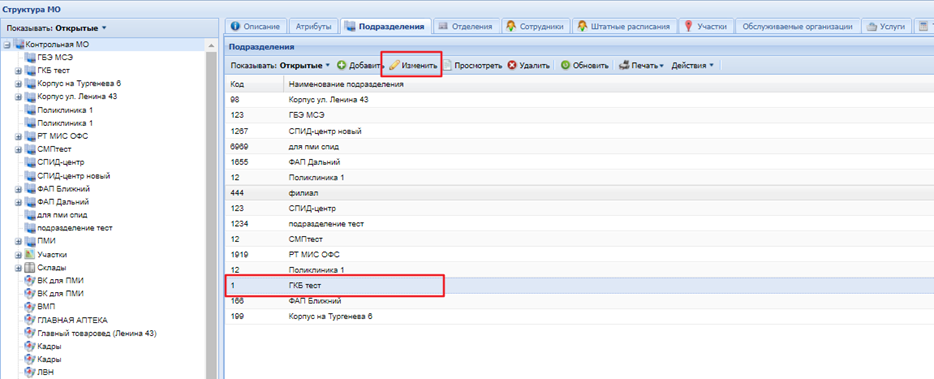 Структура МО
Показывать: Открытые
Контрольная МО
ГБЭ МСЭ
ГКБ тест
Корпус на Тургенева 6
Корпус ул. Ленина 43
Поликлиника 1
Поликлиника 1
РТ МИС ОФС
СМПтест
СПИД-центр
СПИД-центр новый
ФАП Ближний
ФАП Дальний
для пми спид
подразделение тест
ПМИ
Участки
Склады
ВК для ПМИ
ВК для ПМИ
ВМП
ГЛАВНАЯ АПТЕКА
Главный товаровед (Ленина 43)
Кадры
Кадры
ЛВН
Описание Атрибуты Подразделения Отделения Сотрудники Штатные расписания Участки Обслуживаемые организации Услуги
Подразделения
Показывать: Открытые Добавить Изменить Просмотреть Удалить Обновить Печать Действия
Код Наименование подразделения
98 Корпус ул. Ленина 43
123 ГБЭ МСЭ
1267 СПИД-центр новый
6969 для пми спид
1655 ФАП Дальний
12 Поликлиника 1
444 филиал
123 СПИД-центр
1234 подразделение тест
12 СМПтест
1919 РТ МИС ОФС
12 Поликлиника 1
1 ГКБ тест
166 ФАП Ближний
199 Корпус на Тургенева 6